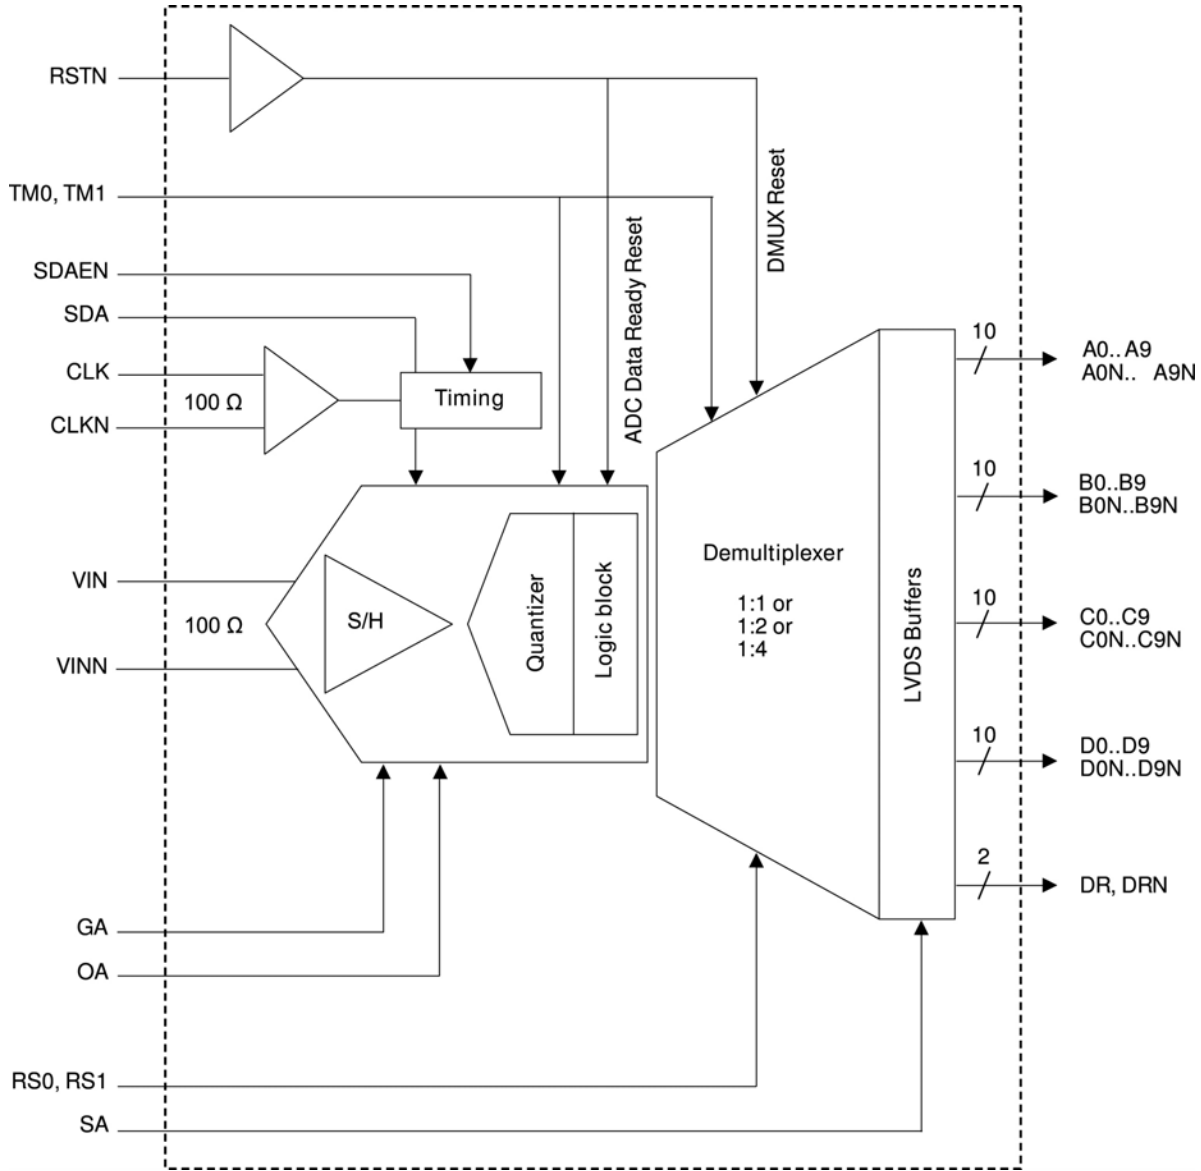 RSTN
TM0, TM1
SDAEN
SDA
CLK
100 Ω
CLKN
Timing
ADC Data Ready Reset
DMUX Reset
VIN
100 Ω
VINN
S/H
Quantizer
Logic block
Demultiplexer
1:1 or
1:2 or
1:4
LVDS Buffers
10
A0..A9
A0N.. A9N
10
B0..B9
B0N..B9N
10
C0..C9
C0N..C9N
10
D0..D9
D0N..D9N
2
DR, DRN
GA
OA
RS0, RS1
SA